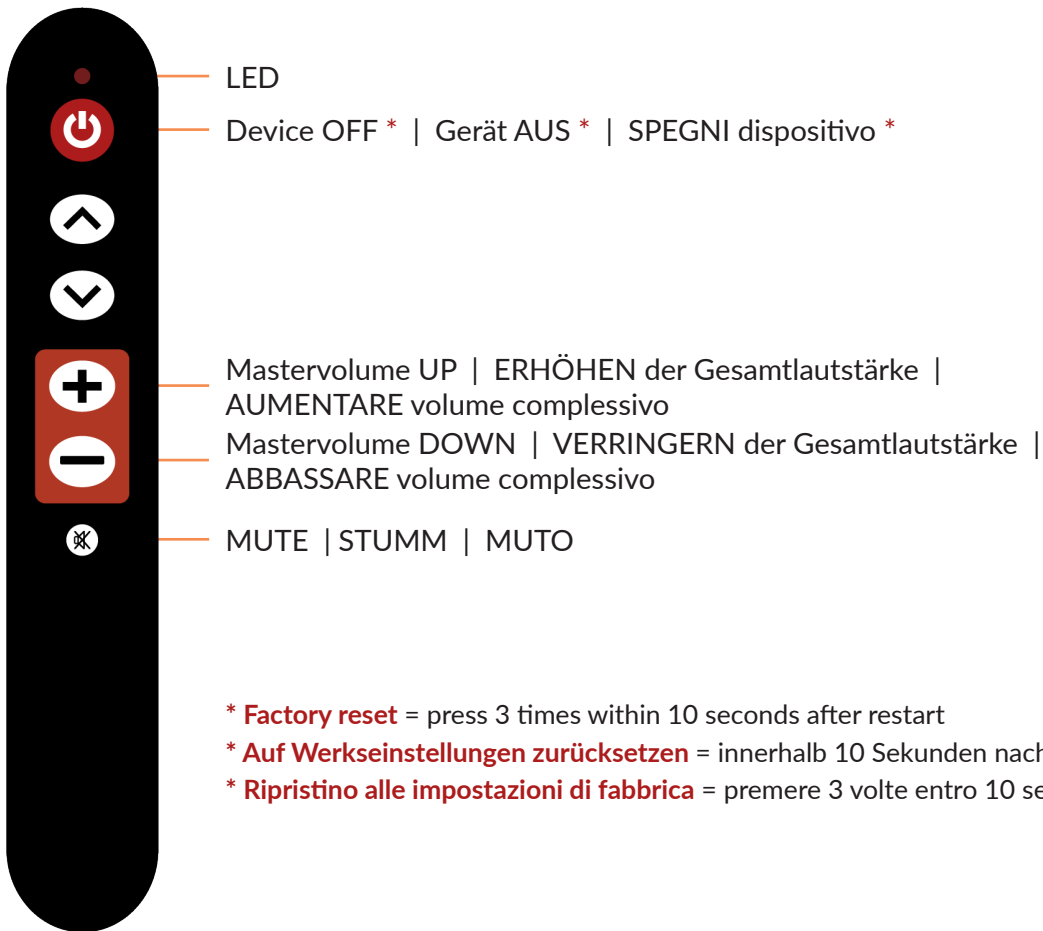 LED
Device OFF * | Gerät AUS * | SPEGNI dispositivo *
Mastervolume UP | ERHÖHEN der Gesamtlautstärke |
AUMENTARE volume complessivo
Mastervolume DOWN | VERRINGERN der Gesamtlautstärke |
ABBASSARE volume complessivo
MUTE | STUMM | MUTO
* Factory reset = press 3 times within 10 seconds after restart
* Auf Werkseinstellungen zurücksetzen = innerhalb 10 Sekunden nach
* Ripristino alle impostazioni di fabbrica = premere 3 volte entro 10 se